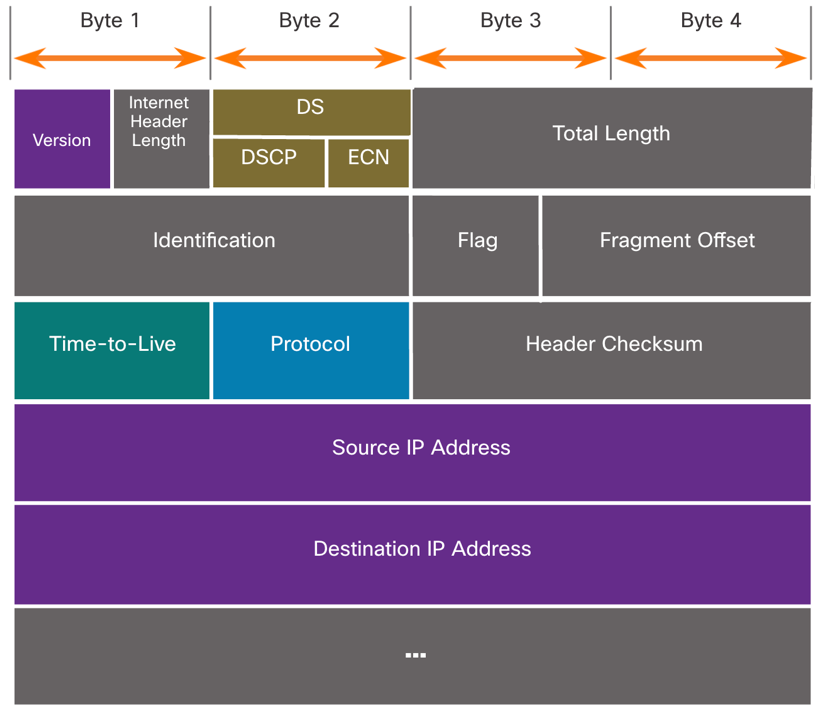 Byte 1 Byte 2 Byte 3 Byte 4
Version
Internet
Header
Length
DS
DSCP ECN
Total Length
Identification Flag Fragment Offset
Time-to-Live Protocol Header Checksum
Source IP Address
Destination IP Address
...